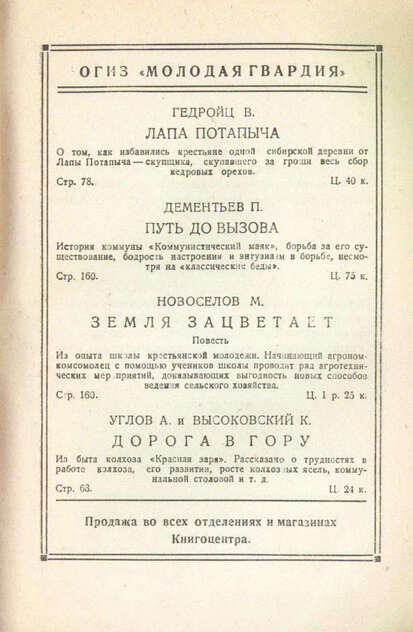 ОГИЗ «МОЛОДАЯ ГВАРДИЯ»
ГЕДРОЙЦ В.
ЛАПА ПОТАПЫЧА
О том, как избавились крестьяне одной сибирской деревни от
Лапы Потапыча — скупщика, скупавшего за гроши весь сбор
кедровых орехов.
Стр. 78. Ц. 40 к.
ДЕМЕНТЬЕВ П.
ПУТЬ ДО ВЫЗОВА
История коммуны «Коммунистический маяк», борьба за его су-
ществование, бодрость настроения и энтузиазм в борьбе, несмо-
тря на «классические беды».
Стр. 160. Ц. 75 к.
НОВОСЕЛОВ М.
ЗЕМЛЯ ЗАЦВЕТАЕТ
Повесть
Из опыта школы крестьянской молодежи. Начинающий агроном-
комсомолец с помощью учеников школы проводит ряд агротехни-
ческих мероприятий, доказывающих выгодность новых способов
ведения сельского хозяйства.
Стр. 160. Ц. 1 р. 25 к.
УГЛОВ А. и ВЫСОКОВСКИЙ К.
ДОРОГА В ГОРУ
Из быта колхоза «Красная заря». Рассказано о трудностях в
работе колхоза, его развитии, росте колхозных ясель, комму-
нальной столовой и т. д.
Стр. 63. Ц. 24 к.
Продажа во всех отделениях и магазинах
Книгоцентра.